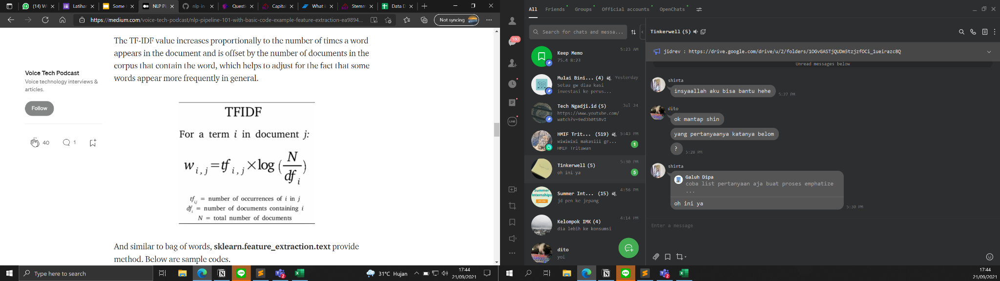 (14) W
Latihar
Some
NLP Pi
nlp-in
Questi
Capital
What i
Stemm
Data D
https://medium.com/voice-tech-podcast/nlp-pipeline-101-with-basic-code-example-feature-extraction-ea9894...
Not syncing
The TF-IDF value increases proportionally to the number of times a word
appears in the document and is offset by the number of documents in the
corpus that contain the word, which helps to adjust for the fact that some
words appear more frequently in general.
Voice Tech Podcast
Voice technology interviews &
articles.
Follow
40
1
TFIDF
For a term i in document j:
w i,j = tf i,j × log ( N / df i )
tf i,j = number of occurrences of i in j
df i = number of documents containing i
N = total number of documents
And similar to bag of words, sklearn.feature_extraction.text provide
method. Below are sample codes.
Type here to search
31°C Hujan
17:44
21/09/2021
All
Friends
Groups
Official accounts
OpenChats
180
LINE
Search for chats and messa...
Keep Memo
5:23 AM
75.4 8:23
Mulai Bini... (4)
Yesterday
Setau gw diaa kasi
investasi ke perus...
Tech Ngadji.id (5)
Jul 24
https://www.youtube.com/
watch?v=9ed3b0tSRvI
HMIF Trit... (519)
5:43 PM
wiwiwiwi makasiii gr...
HMIF Trituwan
1
Tinkerwell (5)
5:30 PM
oh ini ya
5
Summer
Internships
Summer Int... (15)
4:56 PM
jd pen ke jepang
Kelompok IMK (4)
4:14 PM
dia lebih ke konsumsi
dito
yoi
Tinkerwell (5)
jidrev : https://drive.google.com/drive/u/2/folders/1OGvGASTjQUDm5tzjzfOCi_1ueirazc8Q
Unread messages below
shinta
insyaallah aku bisa bantu hehe
5:27 PM
dito
ok mantap shin
yang pertanyaanya katanya belom
?
5:28 PM
shinta
Galuh Dipa
coba list pertanyaan aja buat proses emphatize
...
oh ini ya
5:30 PM
Enter a message
17:44
21/09/2021